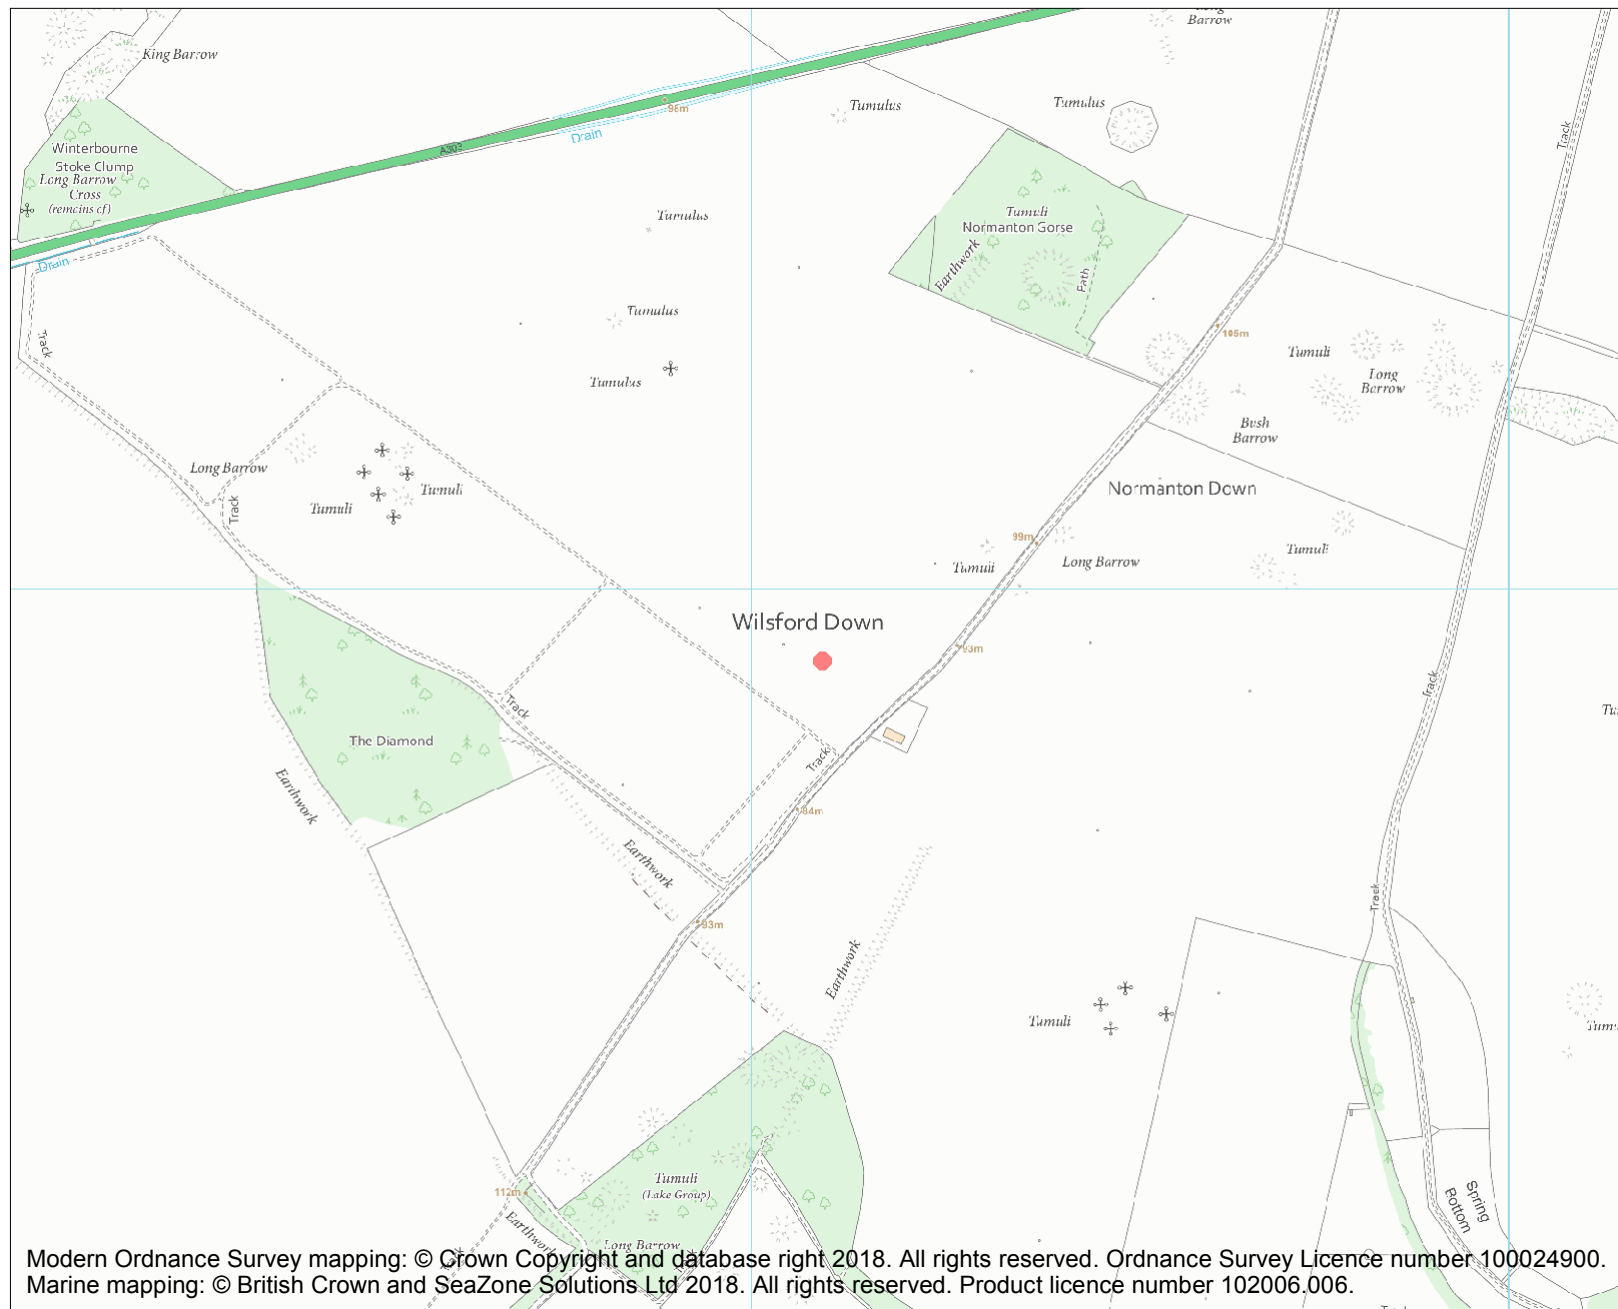 Long
Barrow
King Barrow
Tumulus
Tumulus
98m
Drain
A303
Track
Winterbourne
Stoke Clump
Long Barrow
Cross
(remains of)
Tumuli
Normanton Gorse
Tumulus
Earthwork
Path
Drain
Tumulus
105m
Track
Tumuli
Long
Barrow
Tumulus
Bush
Barrow
Long Barrow
Tumuli
Normanton Down
Tumuli
Track
99m
Tumuli
Long Barrow
Tumuli
Wilsford Down
93m
Track
Track
The Diamond
Track
Earthwork
84m
Earthwork
Track
93m
Earthwork
Tumuli
Tumuli
(Lake Group)
112m
Spring
Bottom
Earthwork
Long Barrow
Modern Ordnance Survey mapping: © Crown Copyright and database right 2018. All rights reserved. Ordnance Survey Licence number 100024900.
Marine mapping: © British Crown and SeaZone Solutions Ltd 2018. All rights reserved. Product licence number 102006.006.